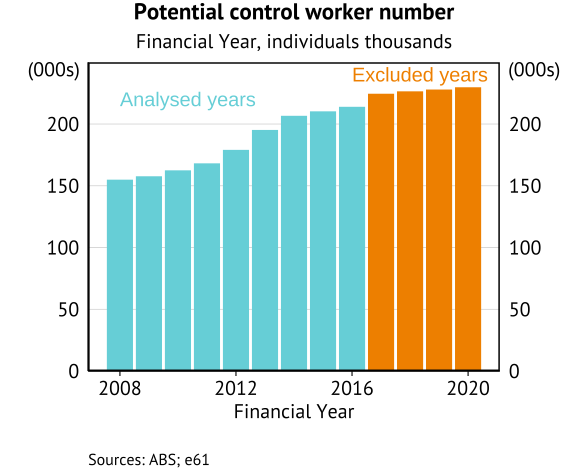 Potential control worker number
Financial Year, individuals thousands
(000s)
(000s)
Excluded years
Analysed years
200
200
150
150
100
100
50
50
0
0
2008
2012
2016
2020
Financial Year
Sources: ABS; e61